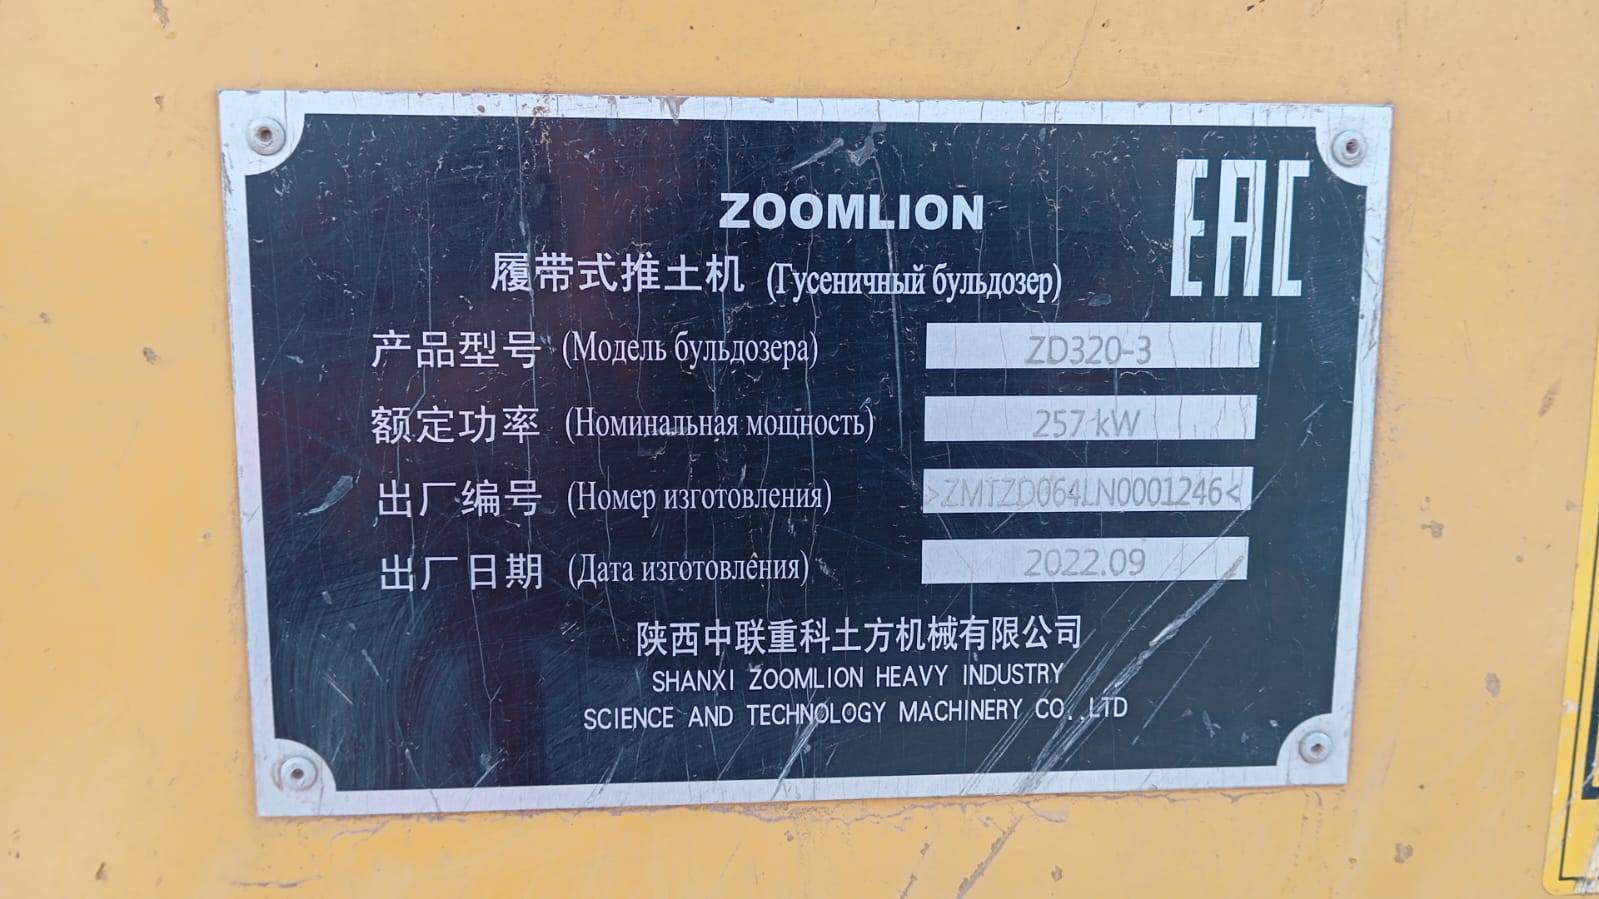 ZOOMLION
EAC
履带式推土机 (Гусеничный бульдозер)
产品型号 (Модель бульдозера) ZD320-3
额定功率 (Номинальная мощность) 257 kW
出厂编号 (Номер изготовления) >ZMTZD064LN0001246<
出厂日期 (Дата изготовления) 2022.09
陕西中联重科土方机械有限公司
SHANXI ZOOMLION HEAVY INDUSTRY
SCIENCE AND TECHNOLOGY MACHINERY CO.,LTD